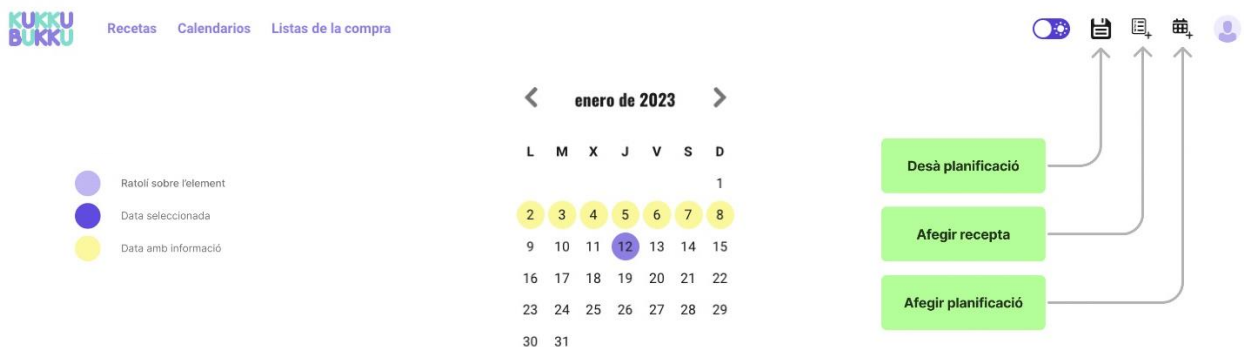 KUKKU
BUKKU
Recetas Calendarios Listas de la compra
enero de 2023
L M X J V S D
1
2 3 4 5 6 7 8
9 10 11 12 13 14 15
16 17 18 19 20 21 22
23 24 25 26 27 28 29
30 31
Ratolí sobre l'element
Data seleccionada
Data amb informació
Desà planificació
Afegir recepta
Afegir planificació